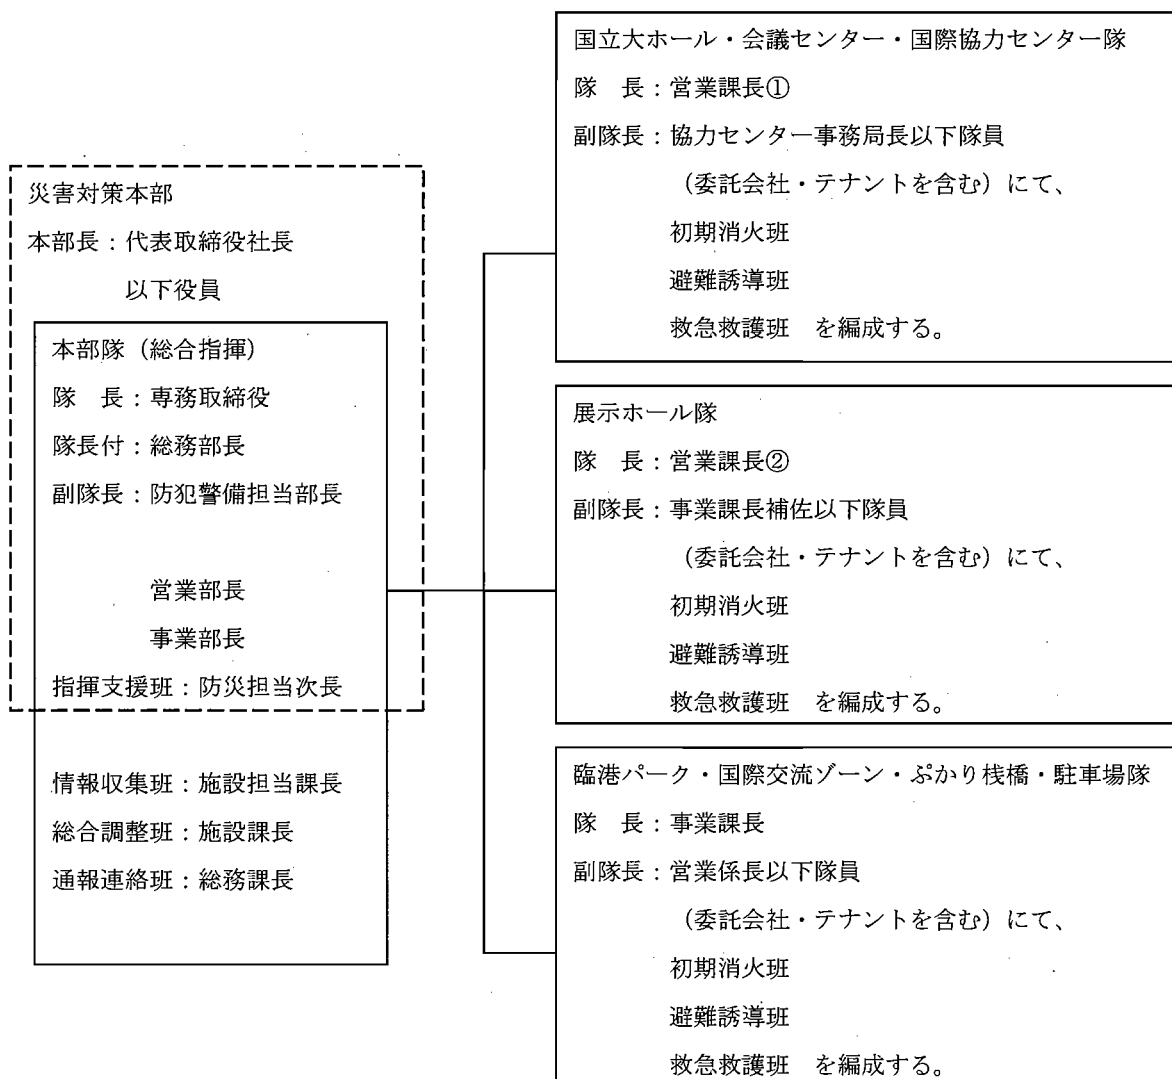 災害対策本部
本部長：代表取締役社長
以下役員
本部隊（総合指揮）
隊　長：専務取締役
隊長付：総務部長
副隊長：防犯警備担当部長
営業部長
事業部長
指揮支援班：防災担当次長
情報収集班：施設担当課長
総合調整班：施設課長
通報連絡班：総務課長
国立大ホール・会議センター・国際協力センター隊
隊　長：営業課長①
副隊長：協力センター事務局長以下隊員
（委託会社・テナントを含む）にて、
初期消火班
避難誘導班
救急救護班　を編成する。
展示ホール隊
隊　長：営業課長②
副隊長：事業課長補佐以下隊員
（委託会社・テナントを含む）にて、
初期消火班
避難誘導班
救急救護班　を編成する。
臨港パーク・国際交流ゾーン・ぷかり桟橋・駐車場隊
隊　長：事業課長
副隊長：営業係長以下隊員
（委託会社・テナントを含む）にて、
初期消火班
避難誘導班
救急救護班　を編成する。